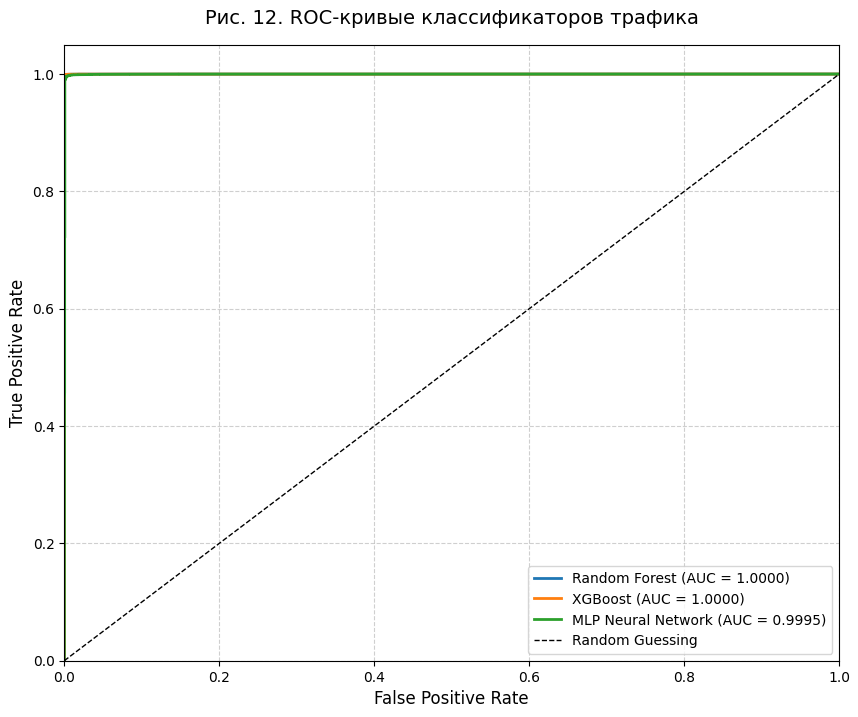 Рис. 12. ROC-кривые классификаторов трафика
True Positive Rate
1.0
0.8
0.6
0.4
0.2
0.0
Random Forest (AUC = 1.0000)
XGBoost (AUC = 1.0000)
MLP Neural Network (AUC = 0.9995)
Random Guessing
0.0 0.2 0.4 0.6 0.8 1.0
False Positive Rate